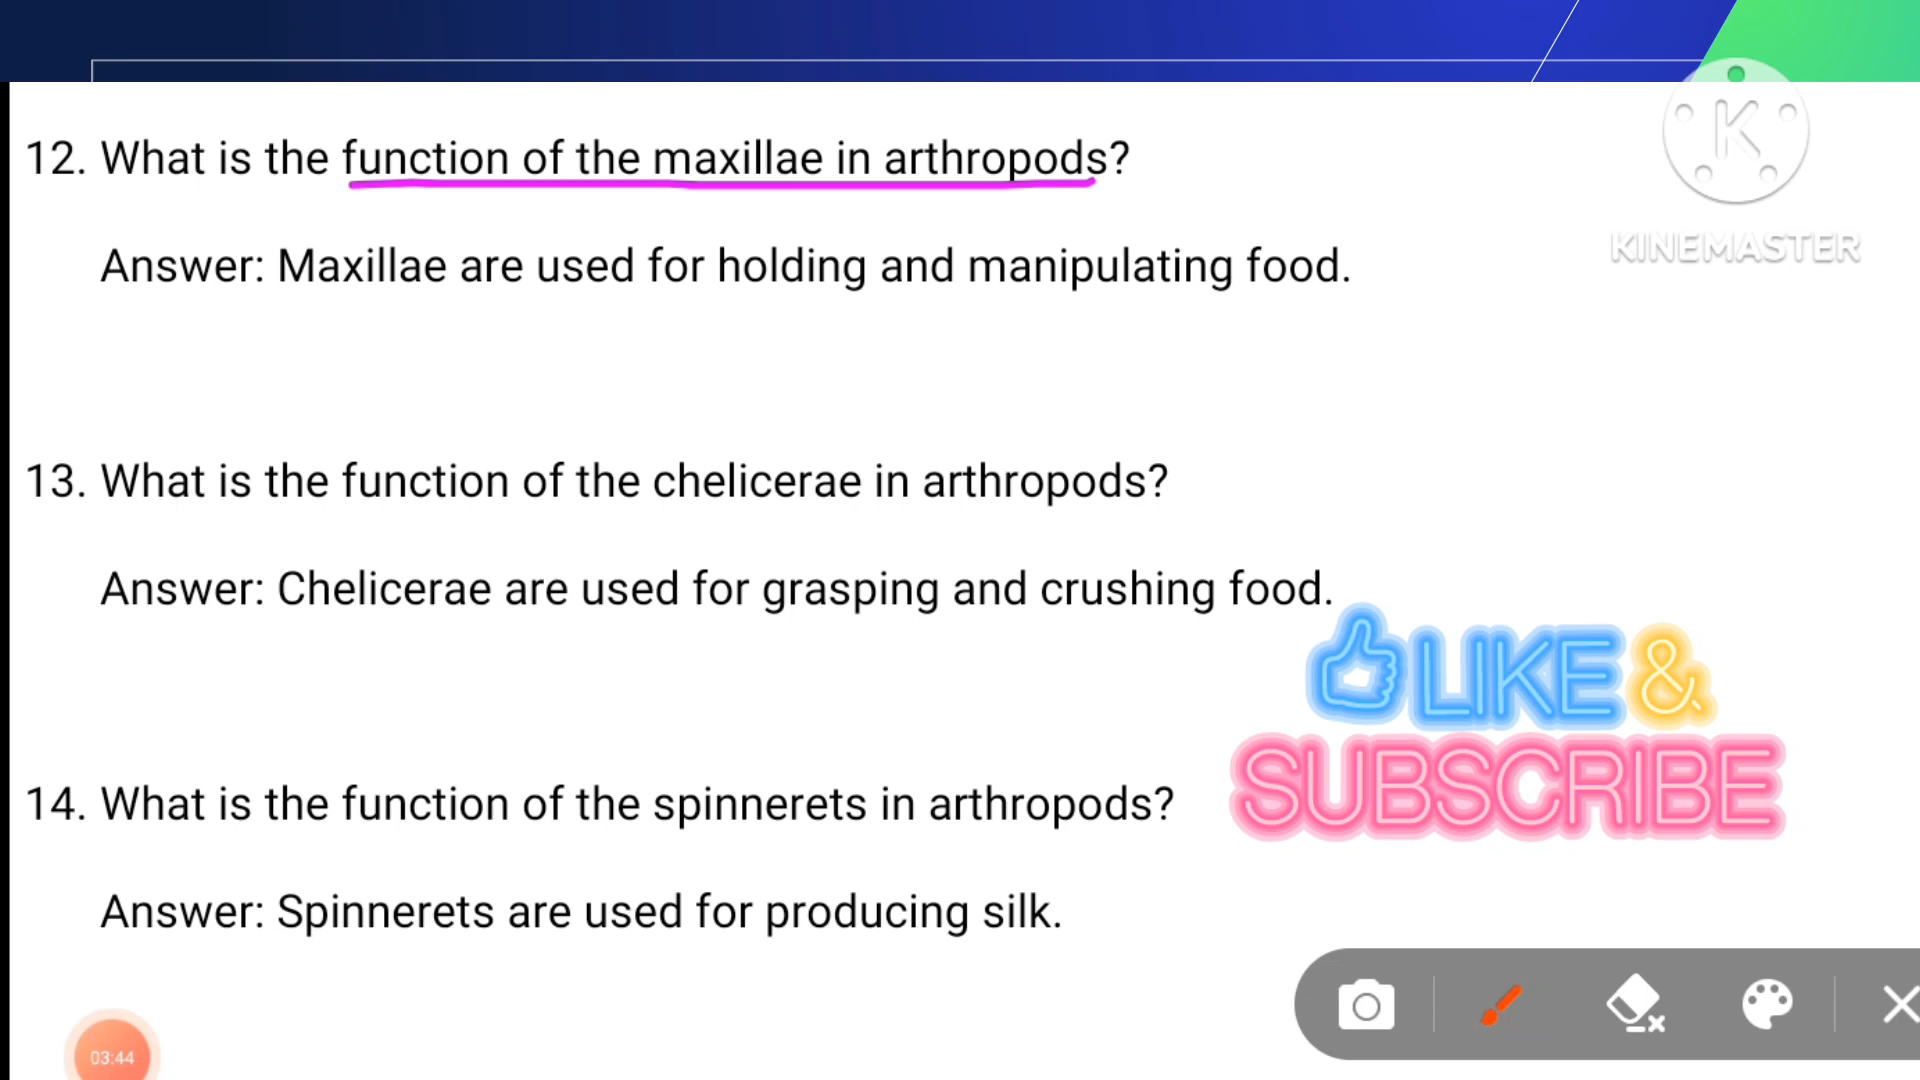 12. What is the function of the maxillae in arthropods?
K
KINEMASTER
Answer: Maxillae are used for holding and manipulating food.
13. What is the function of the chelicerae in arthropods?
Answer: Chelicerae are used for grasping and crushing food.
LIKE &
SUBSCRIBE
14. What is the function of the spinnerets in arthropods?
Answer: Spinnerets are used for producing silk.
03:44